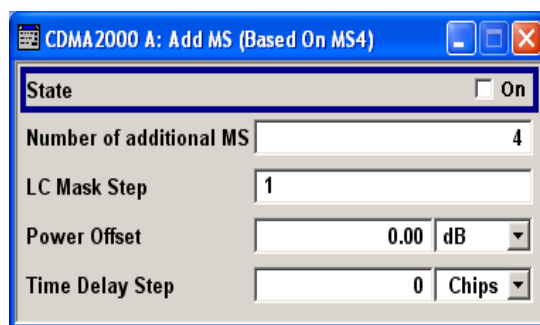 CDMA2000 A: Add MS (Based On MS4)
State On
Number of additional MS 4
LC Mask Step 1
Power Offset 0.00 dB
Time Delay Step 0 Chips